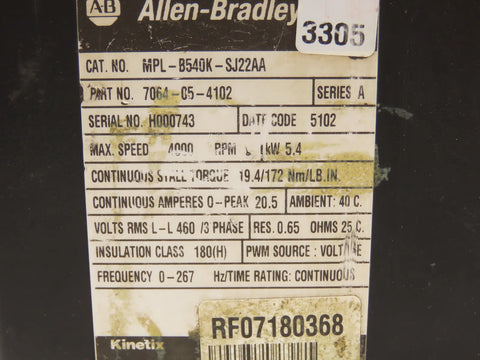 A·B Allen-Bradley
3305
CAT. NO. MPL-B540K-SJ22AA
PART NO. 7064-05-4102 SERIES A
SERIAL NO. H000743 DATE CODE 5102
MAX. SPEED 4000 RPM kW 5.4
CONTINUOUS STALL TORQUE 19.4/172 Nm/LB.IN.
CONTINUOUS AMPERES 0-PEAK 20.5 AMBIENT: 40 C.
VOLTS RMS L-L 460 /3 PHASE RES. 0.65 OHMS 25 C.
INSULATION CLASS 180(H) PWM SOURCE : VOLTAGE
FREQUENCY 0-267 Hz/TIME RATING: CONTINUOUS
Kinetix RF07180368